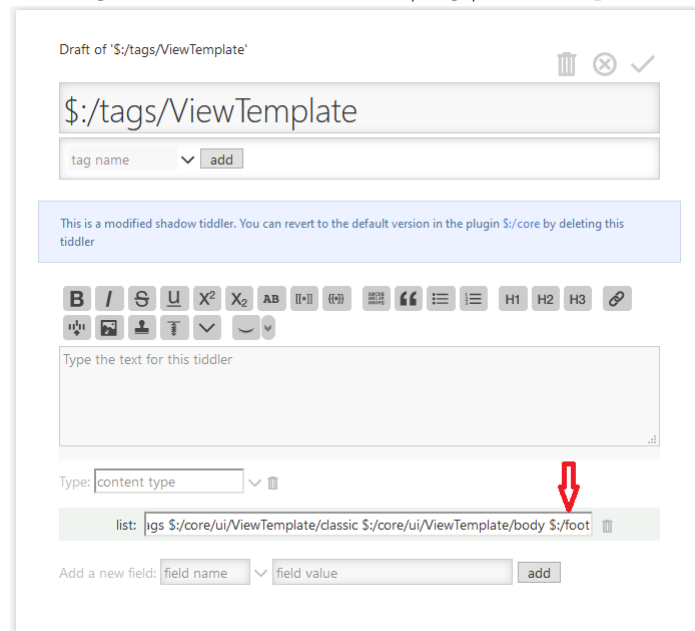 Draft of '$:/tags/ViewTemplate'
$:/tags/ViewTemplate
tag name add
This is a modified shadow tiddler. You can revert to the default version in the plugin $:/core by deleting this
tiddler
B I S U X² X₂ AB [[•]] {{•}} H1 H2 H3
Type the text for this tiddler
Type: content type
list: ags $:/core/ui/ViewTemplate/classic $:/core/ui/ViewTemplate/body $:/foot
Add a new field: field name field value add